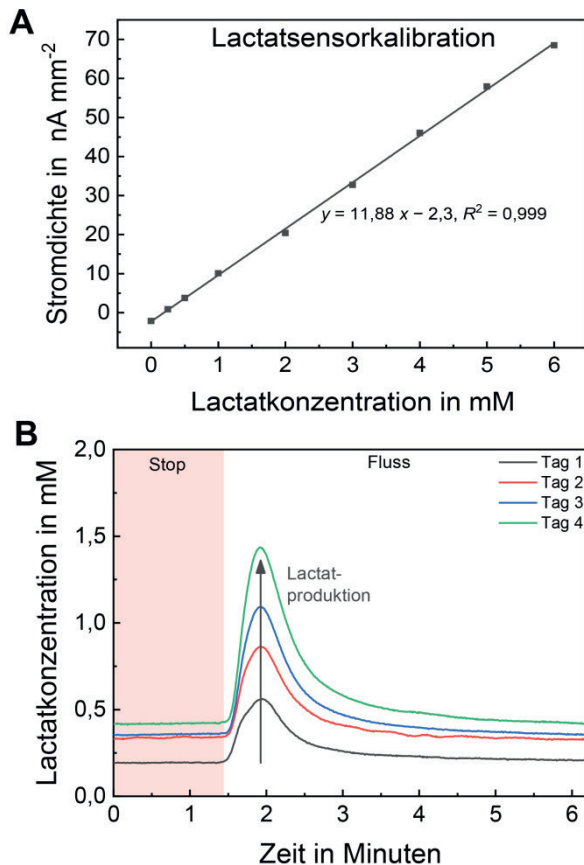 A
Lactatsensorkalibration
Stromdichte in nA mm-2
70
60
50
40
30
20
10
0
y = 11,88 x − 2,3, R2 = 0,999
0 1 2 3 4 5 6
Lactatkonzentration in mM
B
Lactatkonzentration in mM
2,0
1,5
1,0
0,5
0,0
Stop
Fluss
Tag 1
Tag 2
Tag 3
Tag 4
Lactat-
produktion
0 1 2 3 4 5 6
Zeit in Minuten